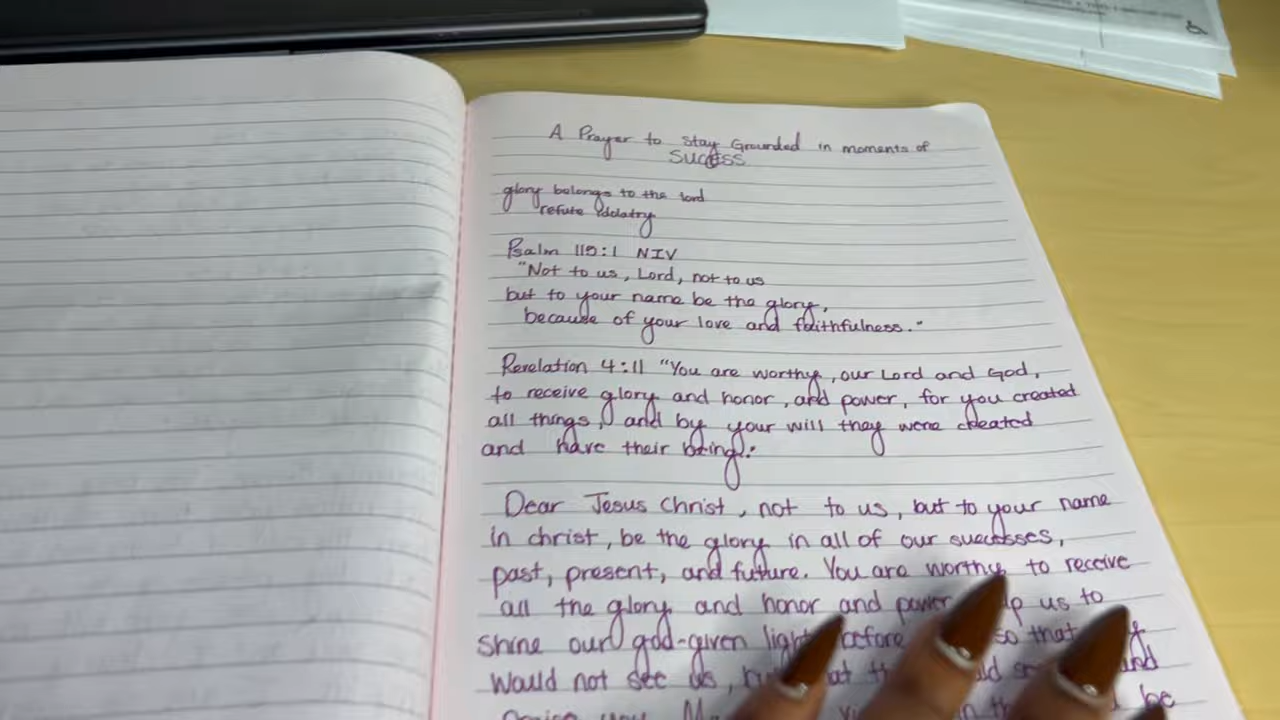 A Prayer to stay Grounded in moments of
success
glory belongs to the lord
refute idolatry
Psalm 115:1 NIV
"Not to us, Lord, not to us
but to your name be the glory,
because of your love and faithfulness."
Revelation 4:11 "You are worthy, our Lord and God,
to receive glory and honor, and power, for you created
all things, and by your will they were created
and have their being."
Dear Jesus Christ, not to us, but to your name
in christ, be the glory in all of our successes,
past, present, and future. You are worthy to receive
all the glory and honor and power us to
shine our god-given light before so that
would not see us,